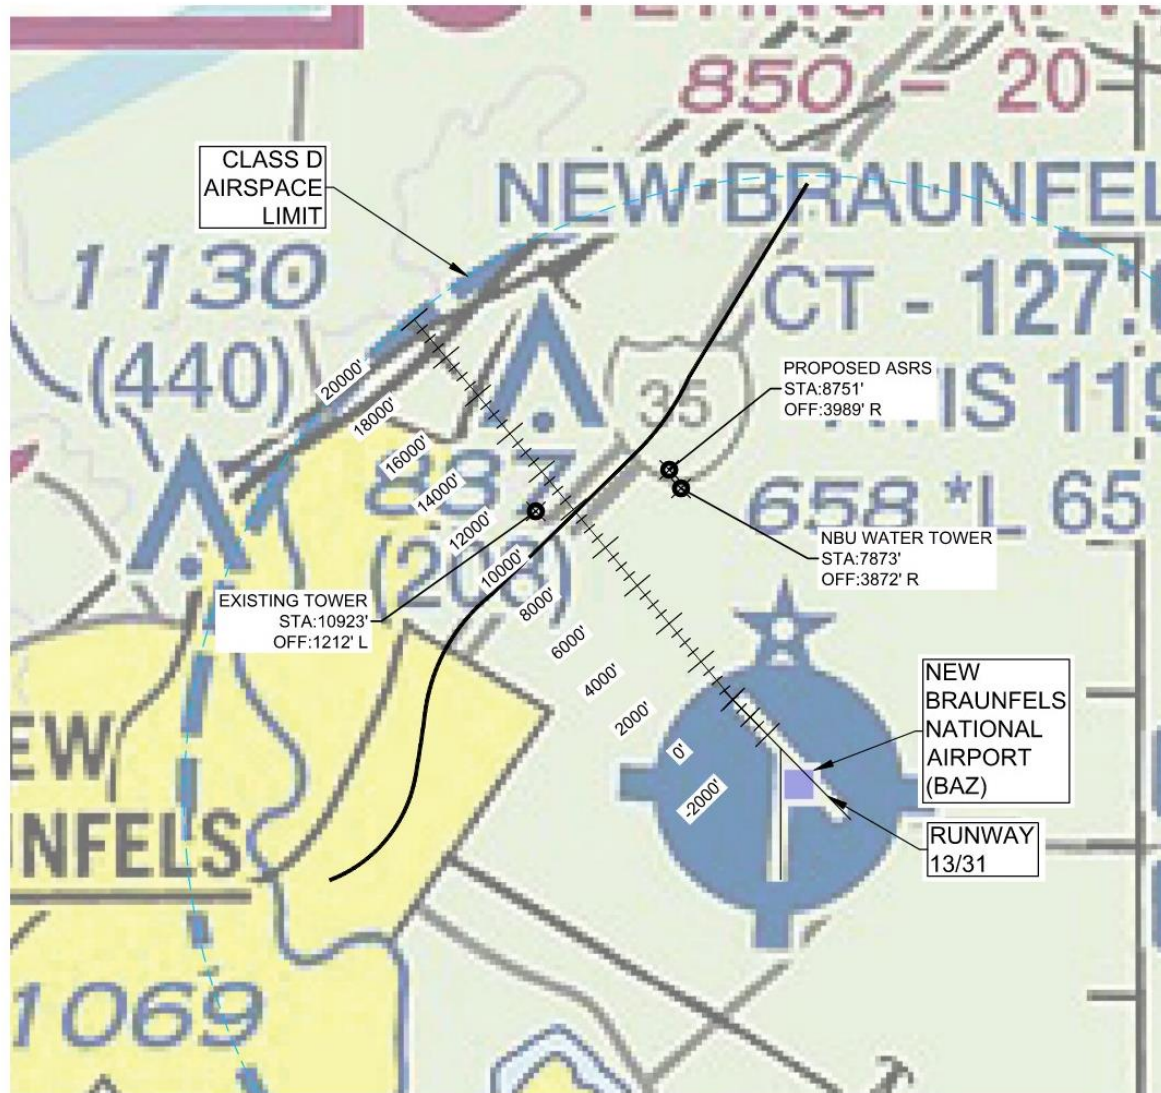 850 - 20
NEW BRAUNFEL
CLASS D
AIRSPACE
LIMIT
1130
(440)
CT - 127.
PROPOSED ASRS
STA:8751'
OFF:3989' R
IS 119
35
887
(208)
658 *L 65
NBU WATER TOWER
STA:7873'
OFF:3872' R
EXISTING TOWER
STA:10923'
OFF:1212' L
20000'
18000'
16000'
14000'
12000'
10000'
8000'
6000'
4000'
2000'
0'
-2000'
NEW
BRAUNFELS
NATIONAL
AIRPORT
(BAZ)
RUNWAY
13/31
EW
NFELS
1069